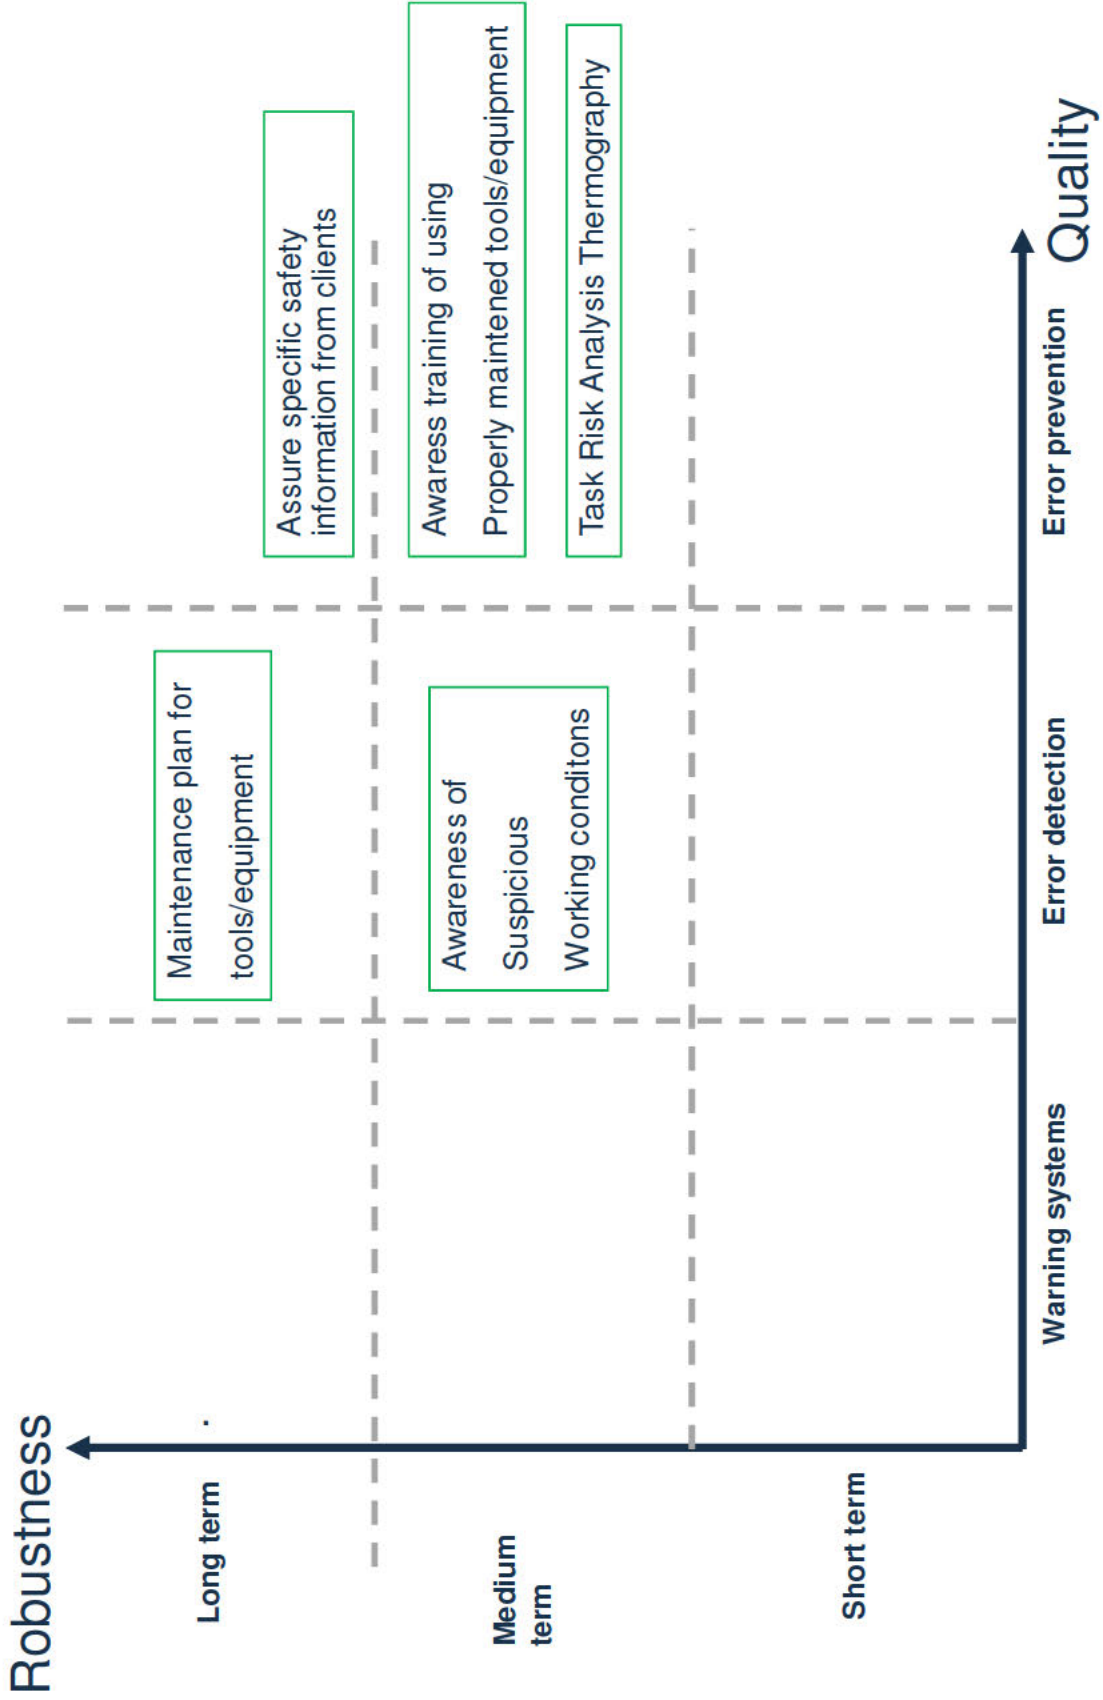 Robustness
Long term
Maintenance plan for
tools/equipment
Assure specific safety
information from clients
Medium
term
Awareness of
Suspicious
Working conditons
Awaress training of using
Properly maintained tools/equipment
Task Risk Analysis Thermography
Short term
Warning systems
Error detection
Error prevention
Quality